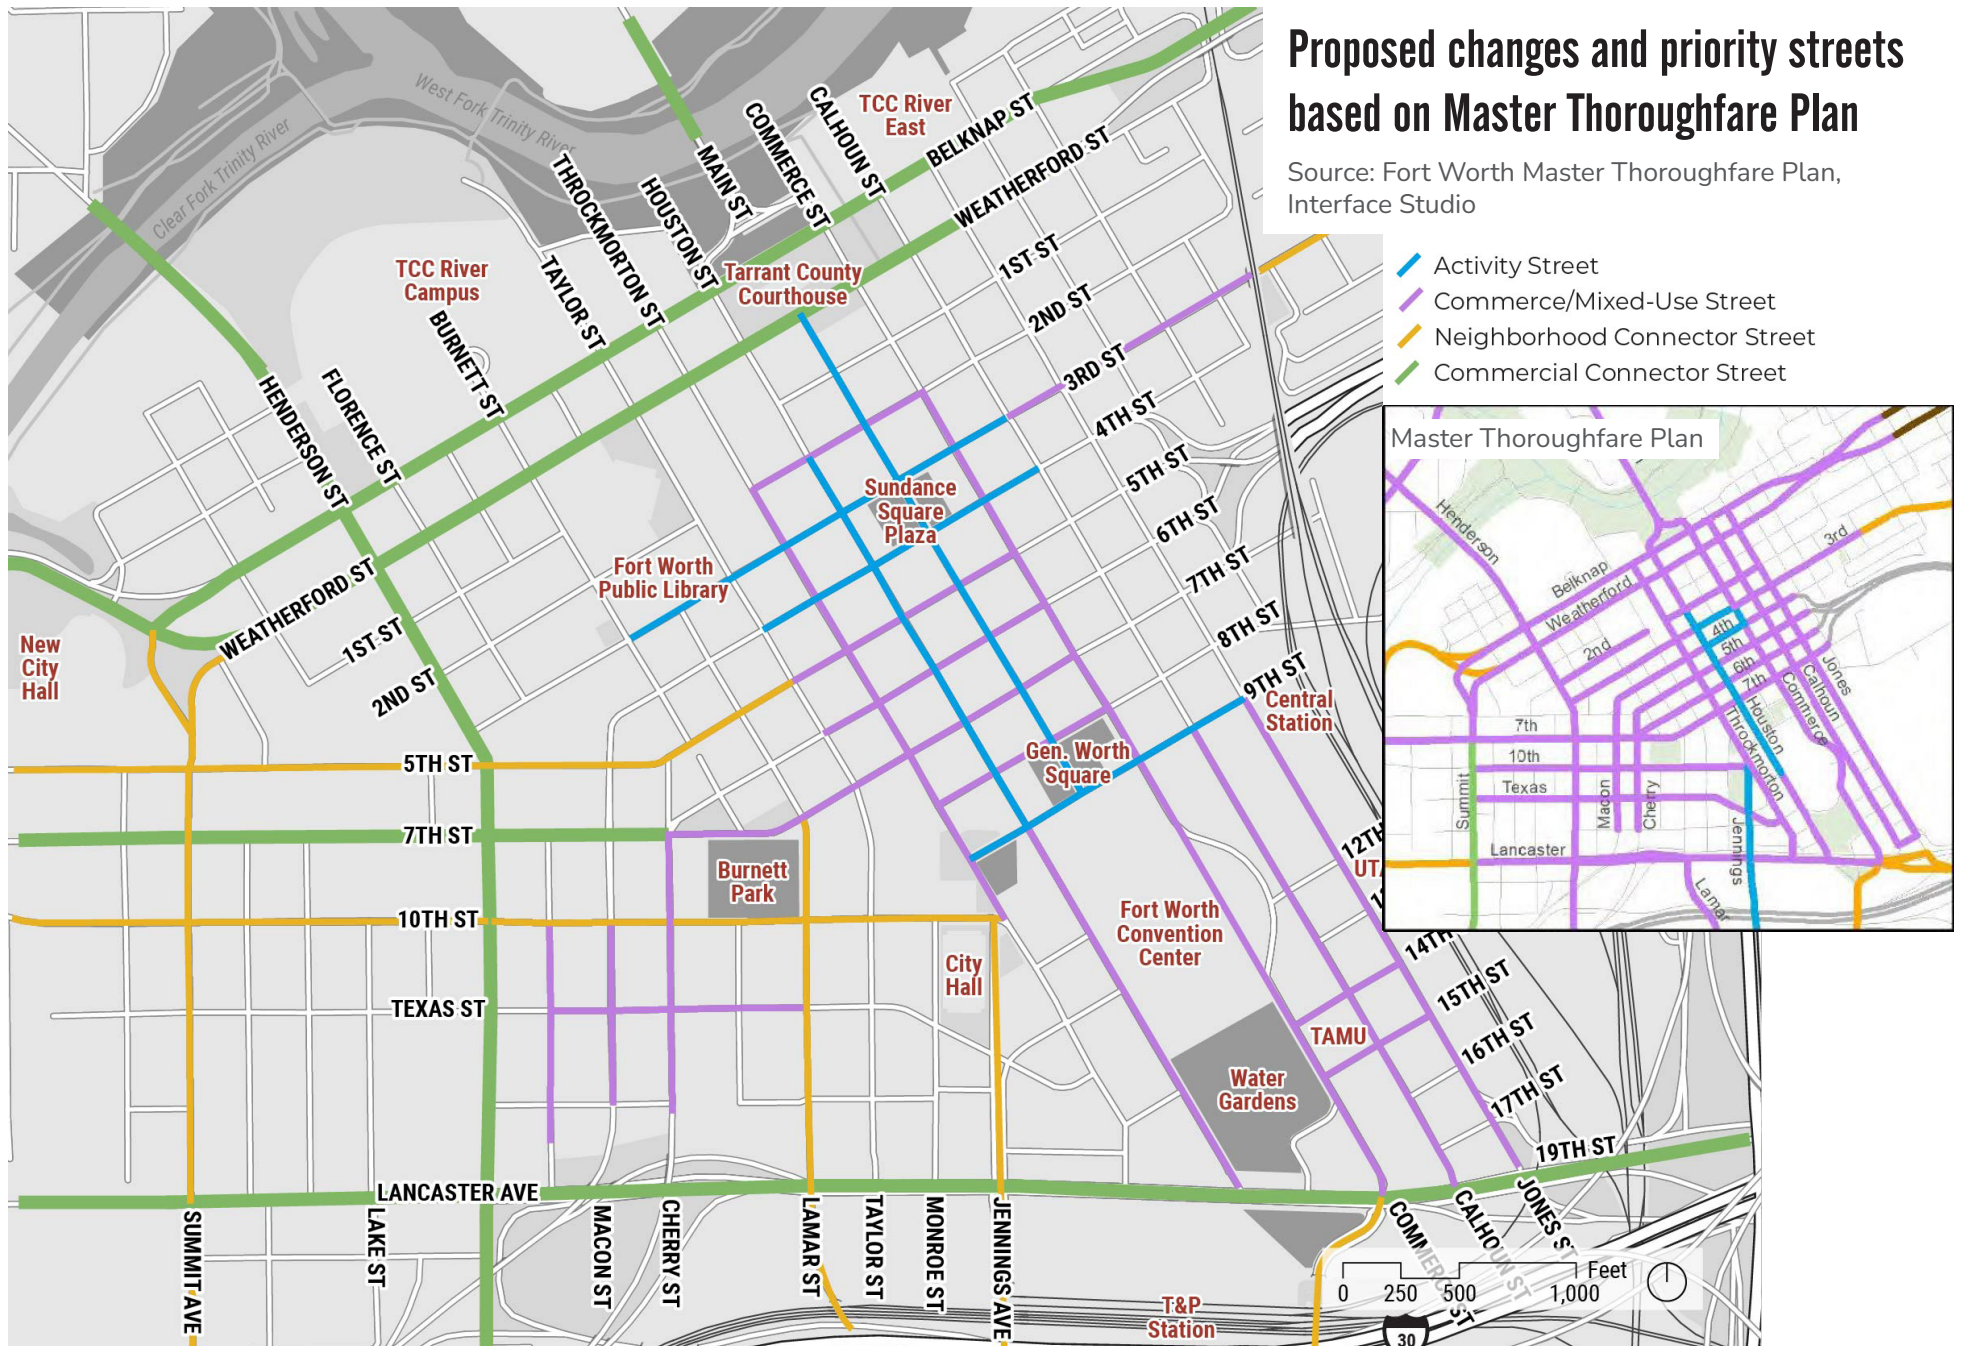 Proposed changes and priority streets
based on Master Thoroughfare Plan
Source: Fort Worth Master Thoroughfare Plan,
Interface Studio
Activity Street
Commerce/Mixed-Use Street
Neighborhood Connector Street
Commercial Connector Street
West Fork Trinity River
Clear Fork Trinity River
TCC River
East
CALHOUN ST
COMMERCE ST
MAIN ST
BELKNAP ST
WEATHERFORD ST
THROCKMORTON ST
HOUSTON ST
TAYLOR ST
BURNETT ST
FLORENCE ST
HENDERSON ST
TCC River
Campus
Tarrant County
Courthouse
1ST ST
2ND ST
3RD ST
4TH ST
5TH ST
6TH ST
7TH ST
8TH ST
9TH ST
Sundance
Square
Plaza
Fort Worth
Public Library
New
City
Hall
WEATHERFORD ST
1ST ST
2ND ST
Central
Station
Gen. Worth
Square
5TH ST
7TH ST
10TH ST
TEXAS ST
Burnett
Park
City
Hall
Fort Worth
Convention
Center
12TH
UTA
14TH
15TH ST
16TH ST
17TH ST
19TH ST
TAMU
Water
Gardens
LANCASTER AVE
SUMMIT AVE
LAKE ST
MACON ST
CHERRY ST
LAMAR ST
TAYLOR ST
MONROE ST
JENNINGS AVE
COMMERCE ST
CALHOUN ST
JONES ST
T&P
Station
30
Feet
0 250 500 1,000
Master Thoroughfare Plan
Henderson
Belknap
Weatherford
3rd
2nd
4th
5th
6th
7th
Jones
Calhoun
Commerce
Houston
Throckmorton
7th
10th
Texas
Summit
Macon
Cherry
Jennings
Lancaster
Lamar